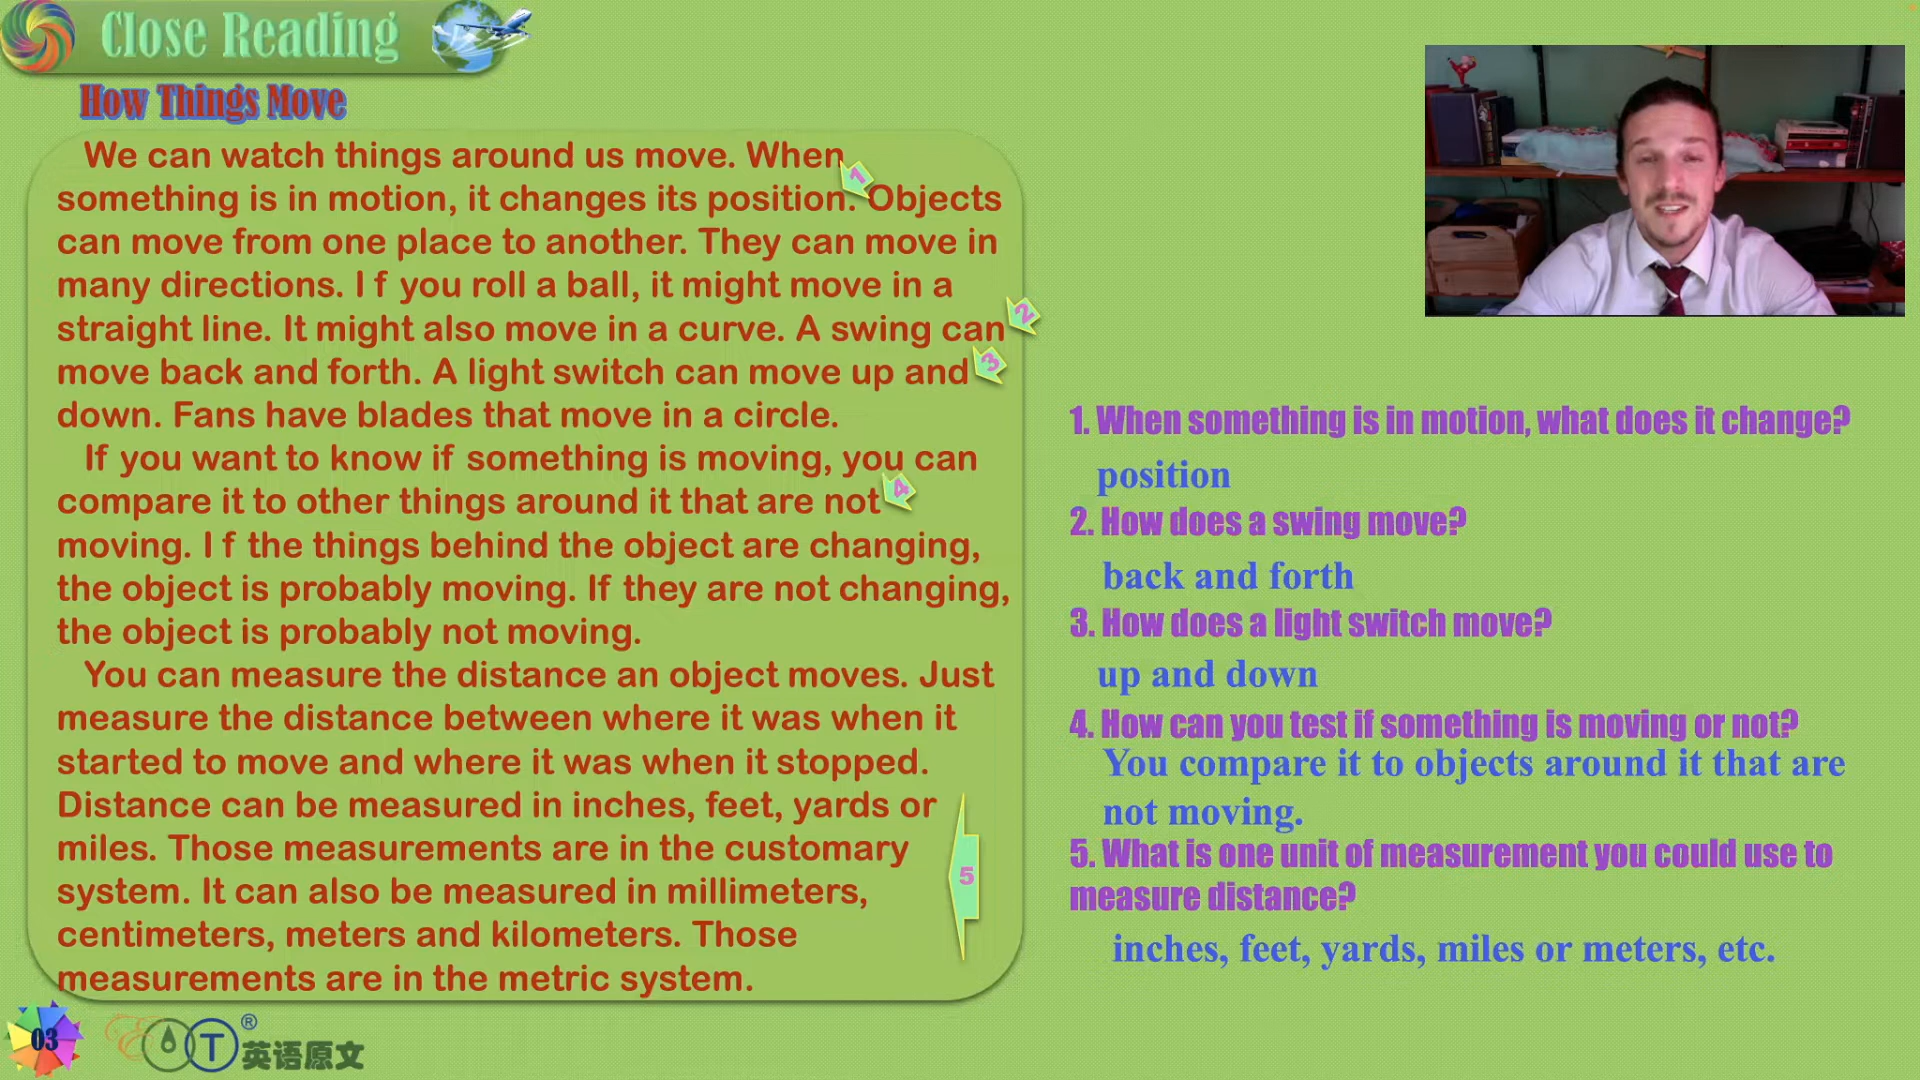 Close Reading
How Things Move
We can watch things around us move. When
something is in motion, it changes its position. Objects
can move from one place to another. They can move in
many directions. I f you roll a ball, it might move in a
straight line. It might also move in a curve. A swing can
move back and forth. A light switch can move up and
down. Fans have blades that move in a circle.
If you want to know if something is moving, you can
compare it to other things around it that are not
moving. I f the things behind the object are changing,
the object is probably moving. If they are not changing,
the object is probably not moving.
You can measure the distance an object moves. Just
measure the distance between where it was when it
started to move and where it was when it stopped.
Distance can be measured in inches, feet, yards or
miles. Those measurements are in the customary
system. It can also be measured in millimeters,
centimeters, meters and kilometers. Those
measurements are in the metric system.
1
2
3
4
5
1. When something is in motion, what does it change?
position
2. How does a swing move?
back and forth
3. How does a light switch move?
up and down
4. How can you test if something is moving or not?
You compare it to objects around it that are
not moving.
5. What is one unit of measurement you could use to
measure distance?
inches, feet, yards, miles or meters, etc.
03
T ® 英语原文